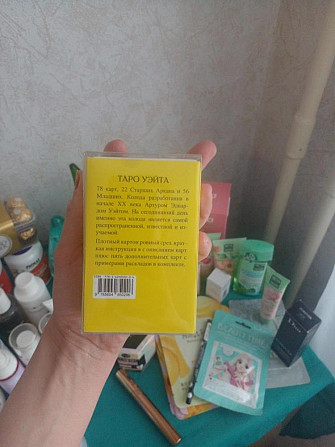 ТАРО УЭЙТА
78 карт, 22 Старших Аркана и 56
Младших. Колода разработана в
начале XX века Артуром Эдвар-
дом Уэйтом. На сегодняшний день
именно эта колода является самой
распространенной, известной и из-
учаемой.
Плотный картон ровный срез, крат-
кая инструкция и с описанием карт
плюс пять дополнительных карт с
примерами раскладов в комплекте.